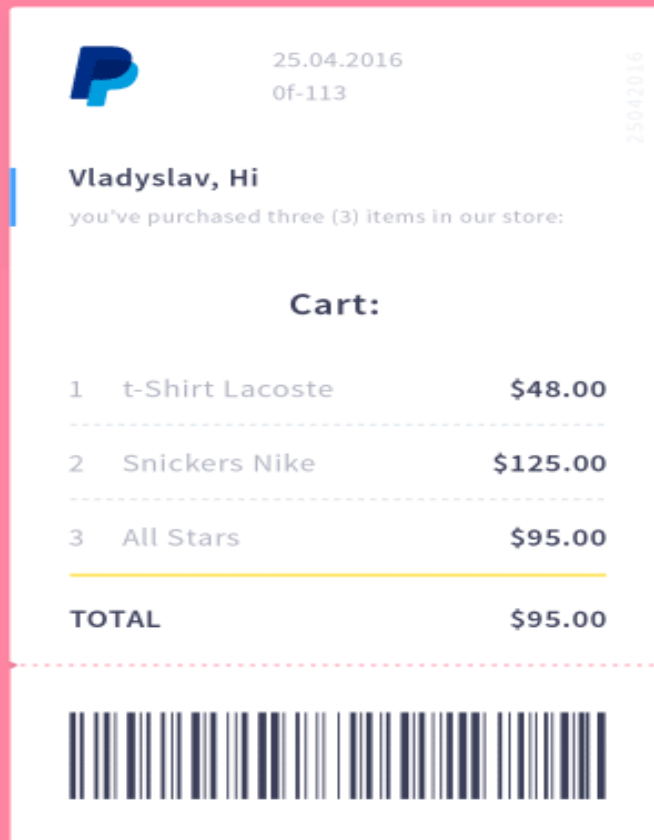 25.04.2016
0f-113
25042016
Vladyslav, Hi
you've purchased three (3) items in our store:
Cart:
1 t-Shirt Lacoste $48.00
2 Snickers Nike $125.00
3 All Stars $95.00
TOTAL $95.00